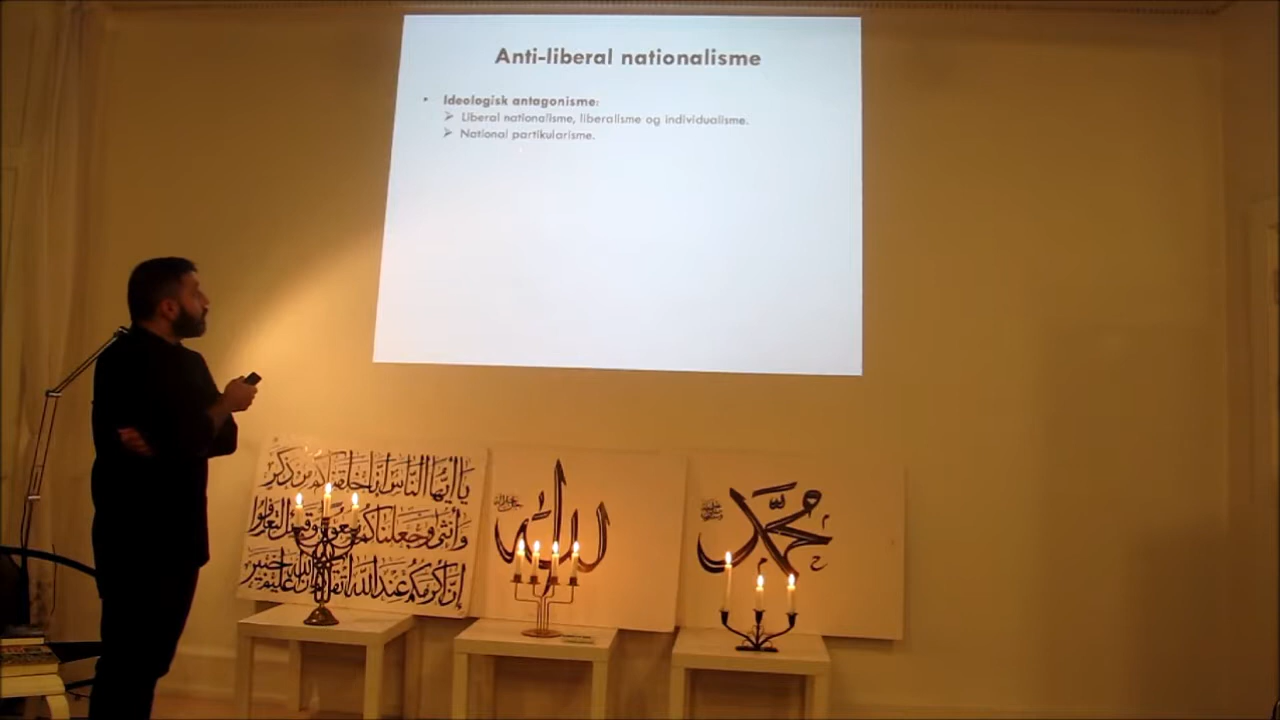 Anti-liberal nationalisme
• Ideologisk antagonisme:
➢ Liberal nationalisme, liberalisme og individualisme.
➢ National partikularisme.
يا أيها الناس إنا خلقناكم من ذكر
وأنثى وجعلناكم شعوبا وقبائل لتعارفوا
إن أكرمكم عند الله أتقاكم إن الله عليم خبير
الله
محمد